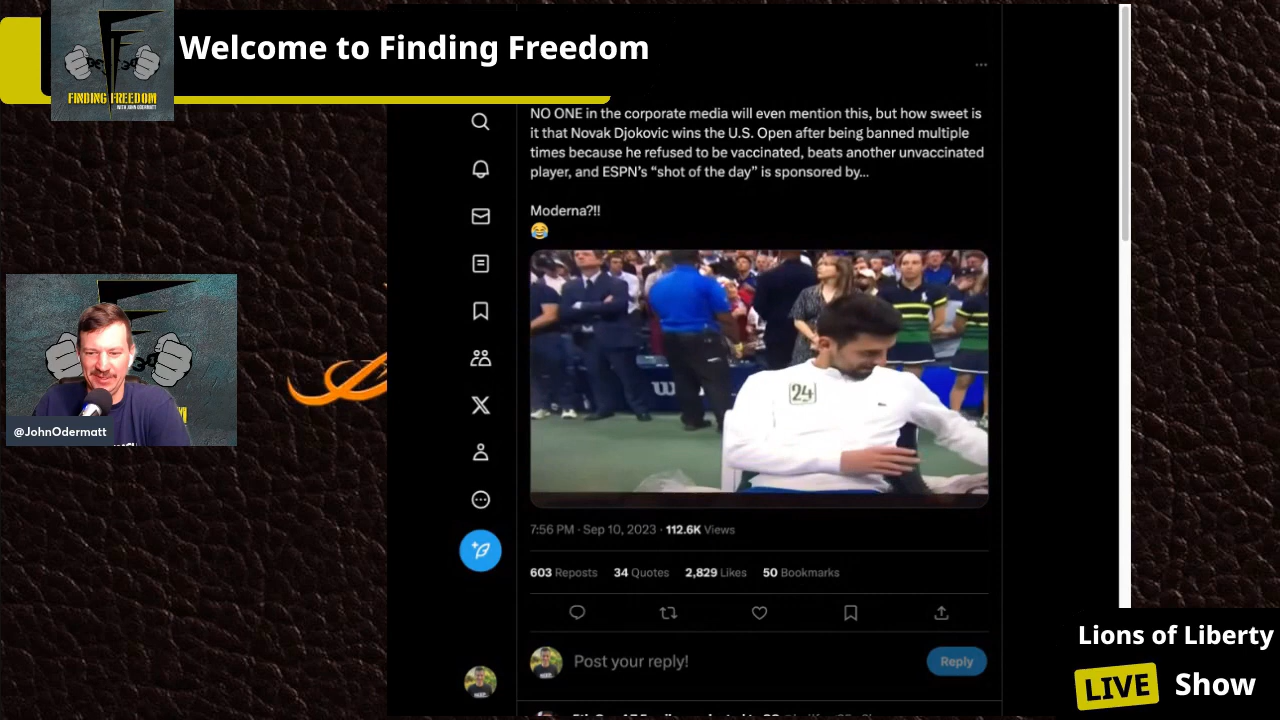 Welcome to Finding Freedom
FINDING FREEDOM
WITH JOHN ODERMATT
NO ONE in the corporate media will even mention this, but how sweet is
it that Novak Djokovic wins the U.S. Open after being banned multiple
times because he refused to be vaccinated, beats another unvaccinated
player, and ESPN's “shot of the day” is sponsored by...
Moderna?!!
24
@JohnOdermatt
7:56 PM · Sep 10, 2023 · 112.6K Views
603 Reposts 34 Quotes 2,829 Likes 50 Bookmarks
Post your reply!
Reply
Lions of Liberty
LIVE Show